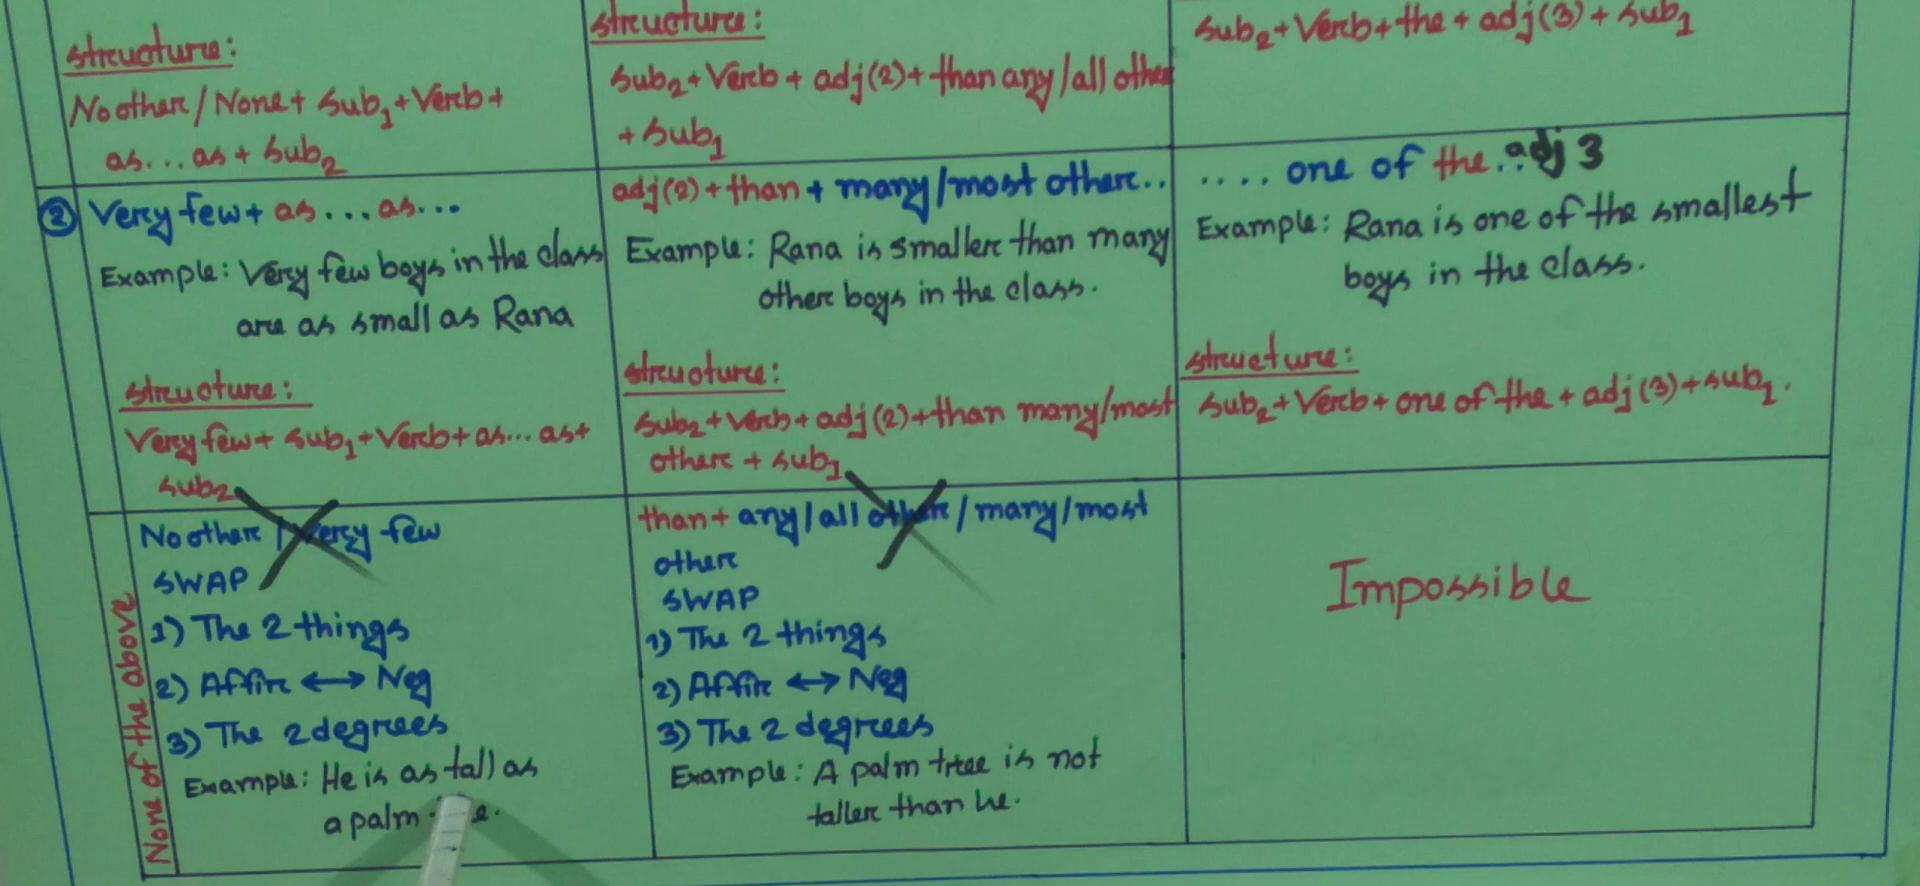 structure:
No other / None + sub1 + Verb +
as... as + sub2
structure:
sub2 + Verb + adj(2) + than any/all other
+ sub1
sub2 + Verb + the + adj(3) + sub1
② Very few + as ... as ...
Example: Very few boys in the class
are as small as Rana
structure:
Very few + sub1 + Verb + as... as +
sub2
adj(2) + than + many/most other..
Example: Rana is smaller than many
other boys in the class.
structure:
sub2 + Verb + adj(2) + than many/most
other + sub1
.... one of the.. adj 3
Example: Rana is one of the smallest
boys in the class.
structure:
sub2 + Verb + one of the + adj(3) + sub1.
None of the above
No other / Very few
SWAP
1) The 2 things
2) Affir ↔ Neg
3) The 2 degrees
Example: He is as tall as
a palm
than + any/all other / many/most
other
SWAP
1) The 2 things
2) Affir ↔ Neg
3) The 2 degrees
Example: A palm tree is not
taller than he.
Impossible